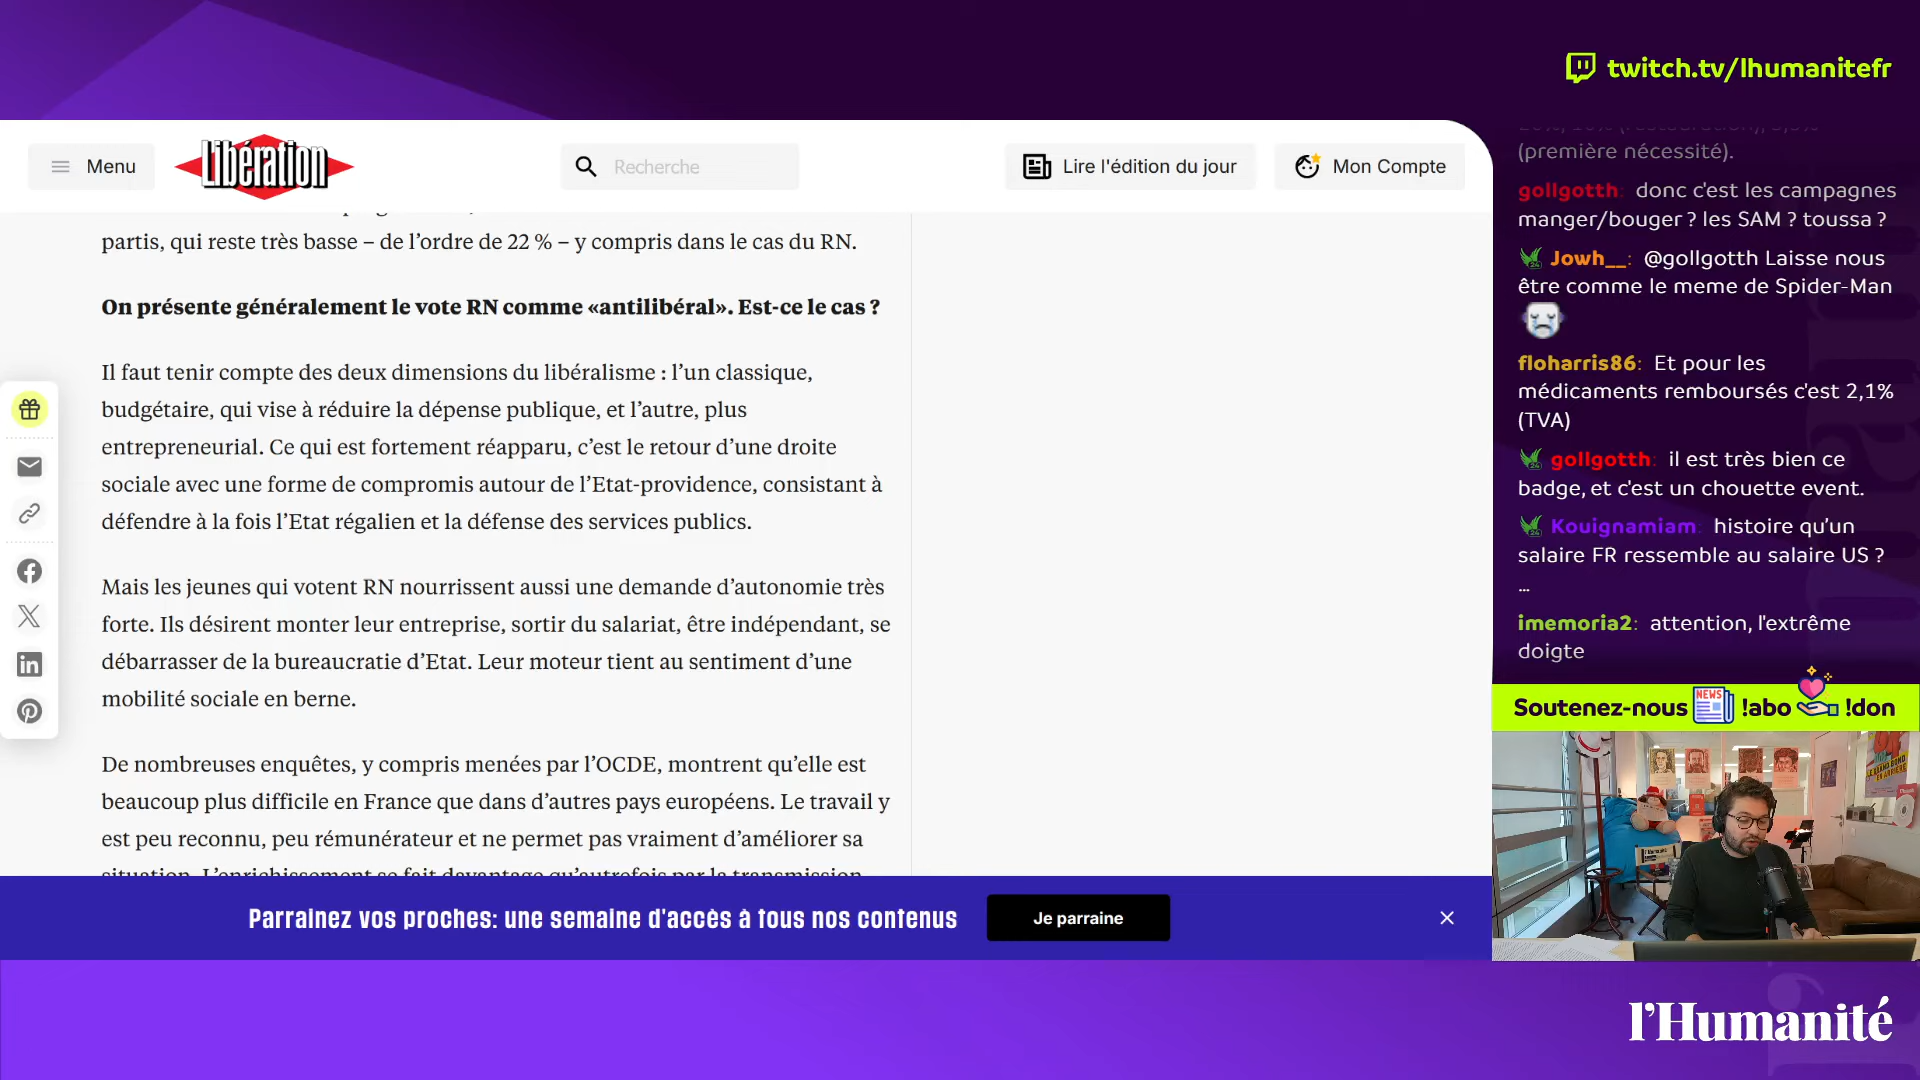 twitch.tv/lhumanitefr
Menu
Libération
Recherche
Lire l'édition du jour
Mon Compte
partis, qui reste très basse – de l’ordre de 22 % – y compris dans le cas du RN.
On présente généralement le vote RN comme «antilibéral». Est-ce le cas ?
Il faut tenir compte des deux dimensions du libéralisme : l’un classique,
budgétaire, qui vise à réduire la dépense publique, et l’autre, plus
entrepreneurial. Ce qui est fortement réapparu, c’est le retour d’une droite
sociale avec une forme de compromis autour de l’Etat-providence, consistant à
défendre à la fois l’Etat régalien et la défense des services publics.
Mais les jeunes qui votent RN nourrissent aussi une demande d’autonomie très
forte. Ils désirent monter leur entreprise, sortir du salariat, être indépendant, se
débarrasser de la bureaucratie d’Etat. Leur moteur tient au sentiment d’une
mobilité sociale en berne.
De nombreuses enquêtes, y compris menées par l’OCDE, montrent qu’elle est
beaucoup plus difficile en France que dans d’autres pays européens. Le travail y
est peu reconnu, peu rémunérateur et ne permet pas vraiment d’améliorer sa
situation. L’enrichissement se fait davantage qu’autrefois par la transmission
Parrainez vos proches: une semaine d'accès à tous nos contenus
Je parraine
(première nécessité).
gollgotth: donc c'est les campagnes
manger/bouger ? les SAM ? toussa ?
Jowh__: @gollgotth Laisse nous
être comme le meme de Spider-Man
floharris86: Et pour les
médicaments remboursés c'est 2,1%
(TVA)
gollgotth: il est très bien ce
badge, et c'est un chouette event.
Kouignamiam: histoire qu’un
salaire FR ressemble au salaire US ?
...
imemoria2: attention, l'extrême
doigte
Soutenez-nous NEWS !abo !don
l'Humanité